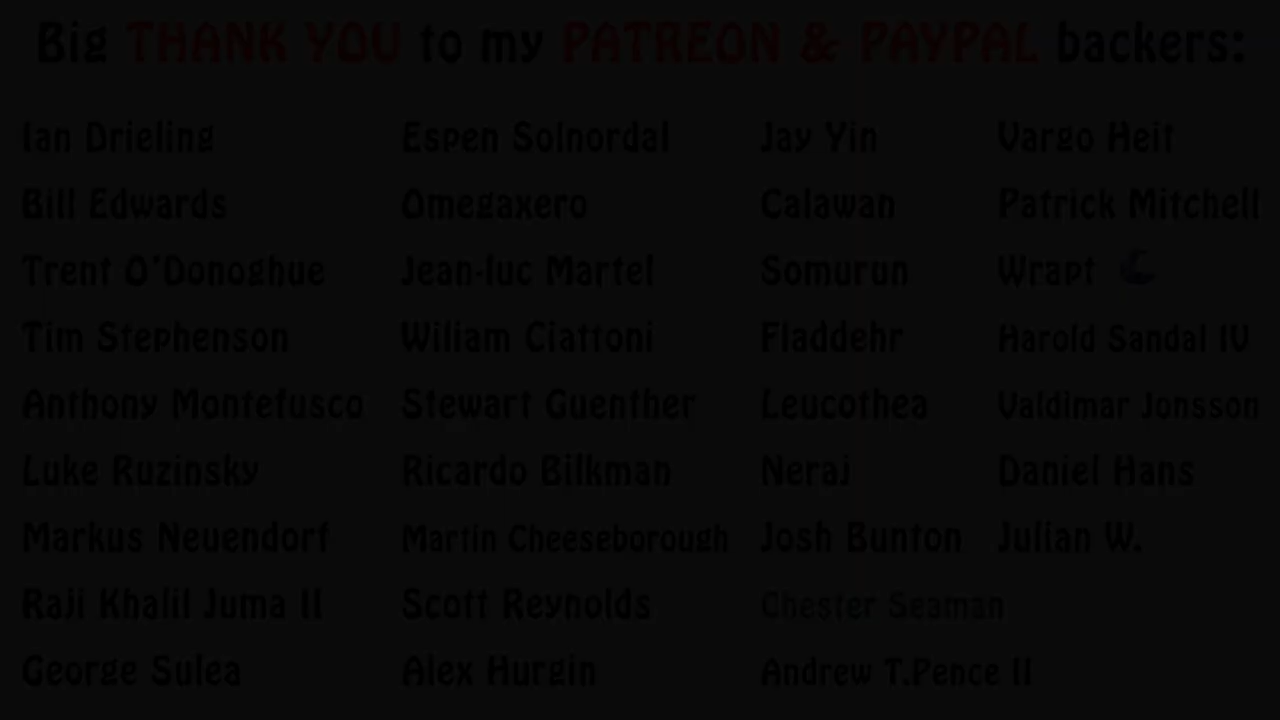 Big THANK YOU to my PATREON & PAYPAL backers:
Ian Drieling
Bill Edwards
Trent O'Donoghue
Tim Stephenson
Anthony Montefusco
Luke Ruzinsky
Markus Neuendorf
Raji Khalil Juma II
George Sulea
Espen Solnordal
Omegaxero
Jean-luc Martel
Wiliam Ciattoni
Stewart Guenther
Ricardo Bilkman
Martin Cheeseborough
Scott Reynolds
Alex Hurgin
Jay Yin
Calawan
Somurun
Fladdehr
Leucothea
Neraj
Josh Bunton
Chester Seaman
Andrew T.Pence II
Vargo Heit
Patrick Mitchell
Wrapt
Harold Sandal IV
Valdimar Jonsson
Daniel Hans
Julian W.